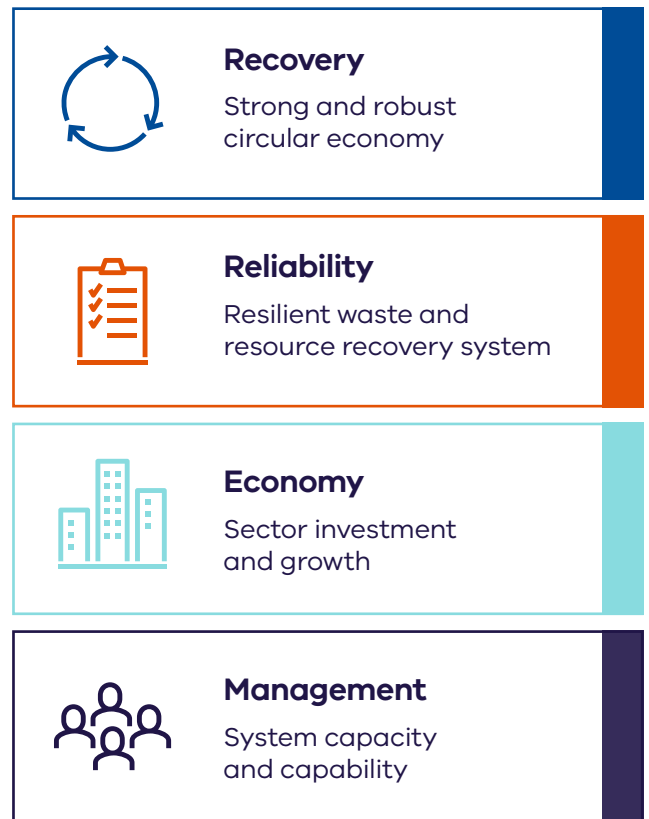 Recovery
Strong and robust
circular economy
Reliability
Resilient waste and
resource recovery system
Economy
Sector investment
and growth
Management
System capacity
and capability